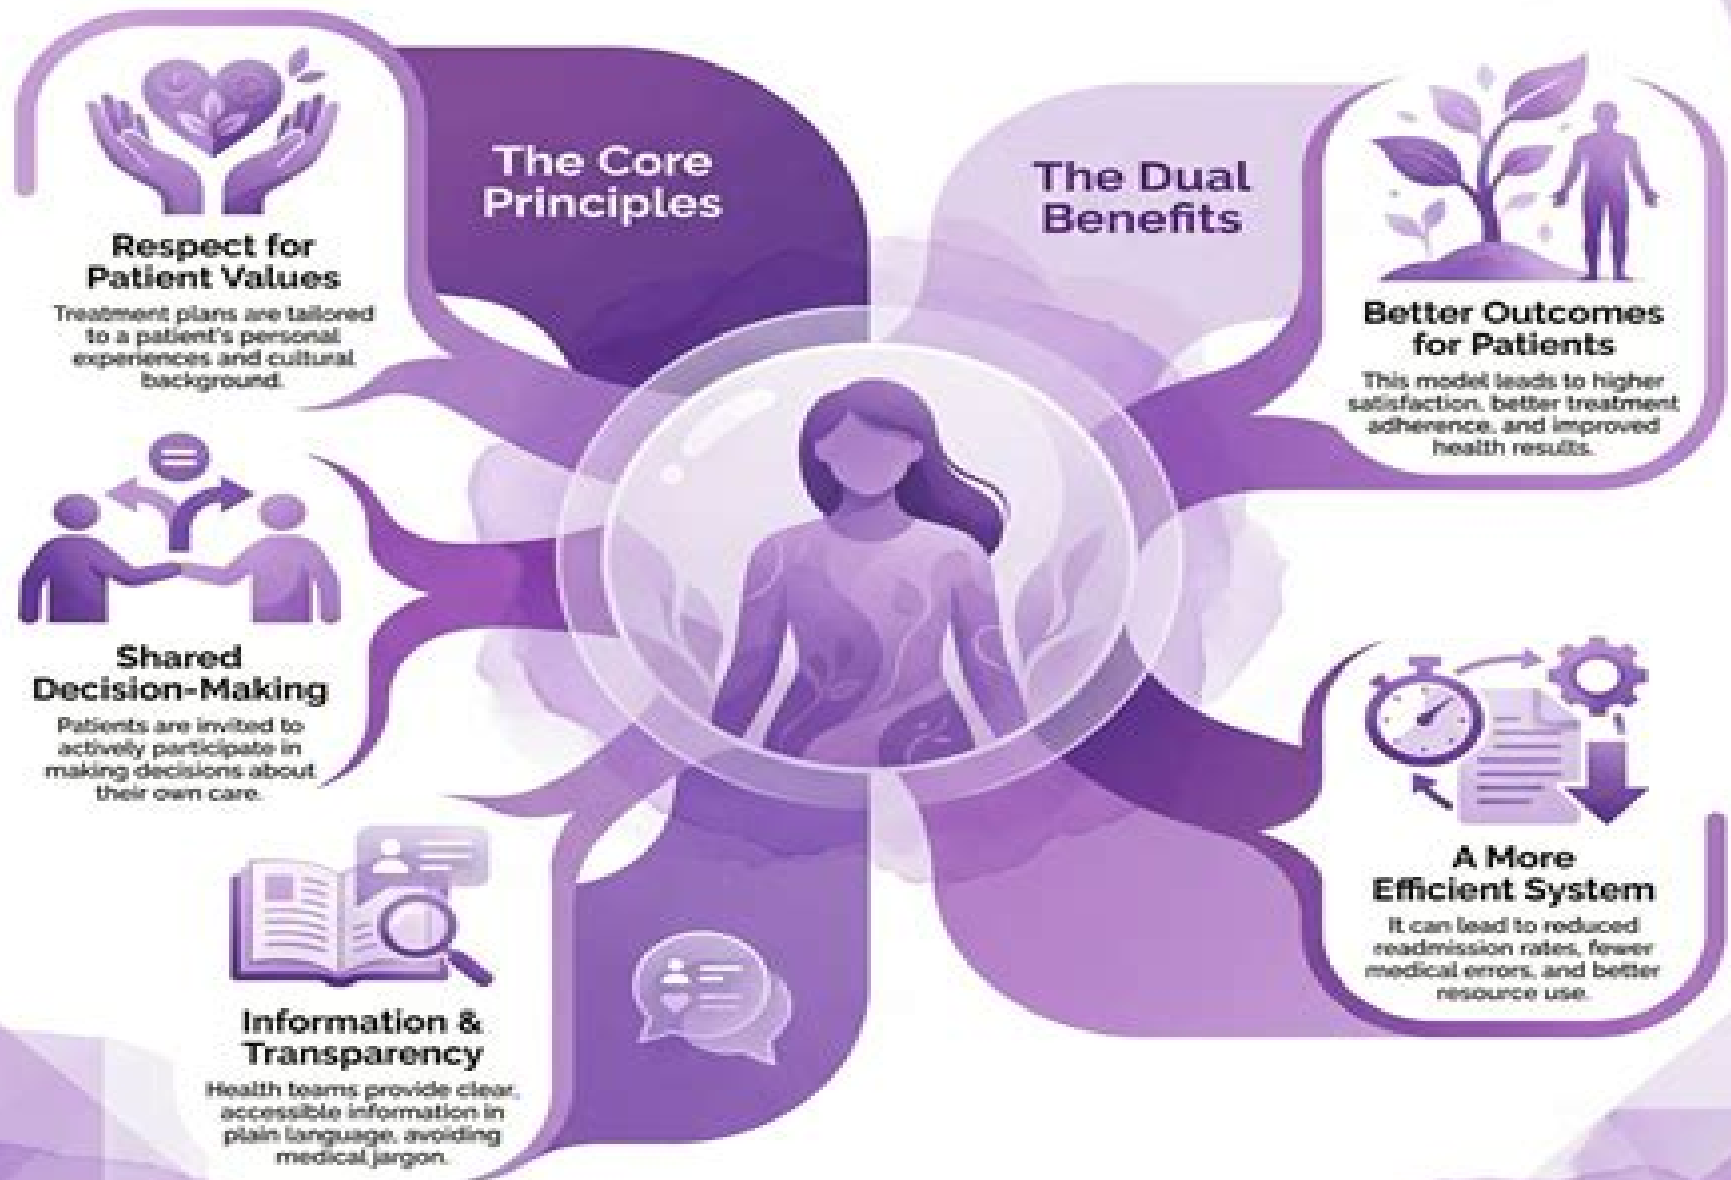 The Core
Principles
Respect for
Patient Values
Treatment plans are tailored
to a patient's personal
experiences and cultural
background.
Shared
Decision-Making
Patients are invited to
actively participate in
making decisions about
their own care.
Information &
Transparency
Health teams provide clear,
accessible information in
plain language, avoiding
medical jargon.
The Dual
Benefits
Better Outcomes
for Patients
This model leads to higher
satisfaction, better treatment
adherence, and improved
health results.
A More
Efficient System
It can lead to reduced
readmission rates, fewer
medical errors, and better
resource use.